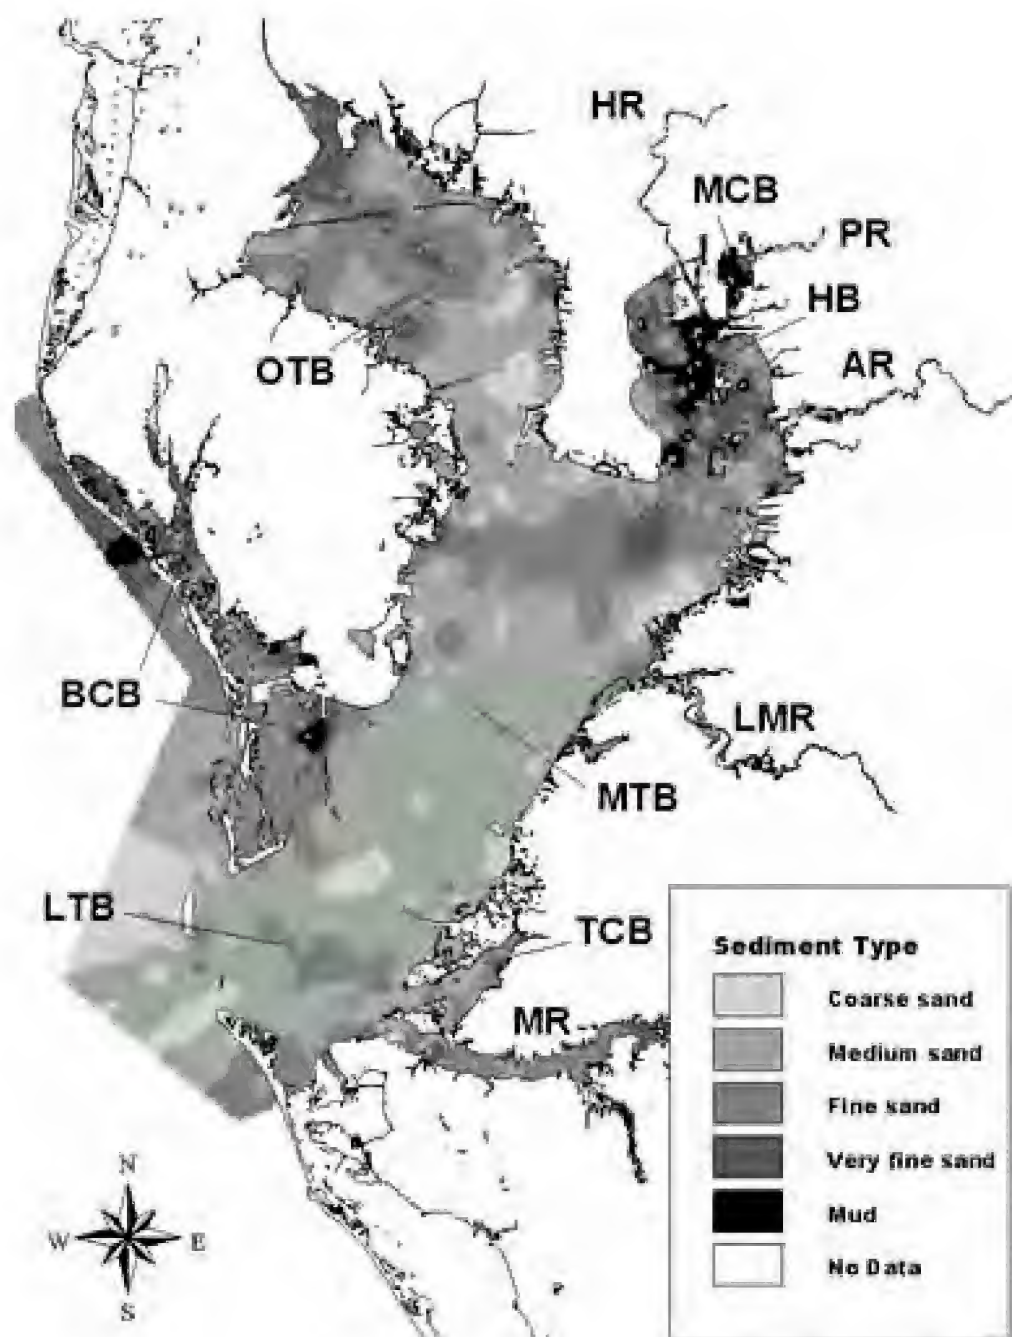 HR
MCB
PR
HB
OTB
AR
BCB
LMR
MTB
LTB
TCB
MR
Sediment Type
Coarse sand
Medium sand
Fine sand
Very fine sand
Mud
No Data
N
W E
S